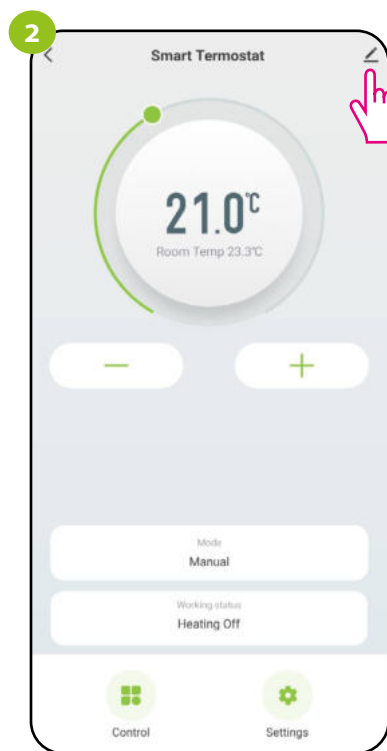 2
Smart Termostat
21.0°C
Room Temp 23.3°C
Mode
Manual
Working status
Heating Off
Control
Settings